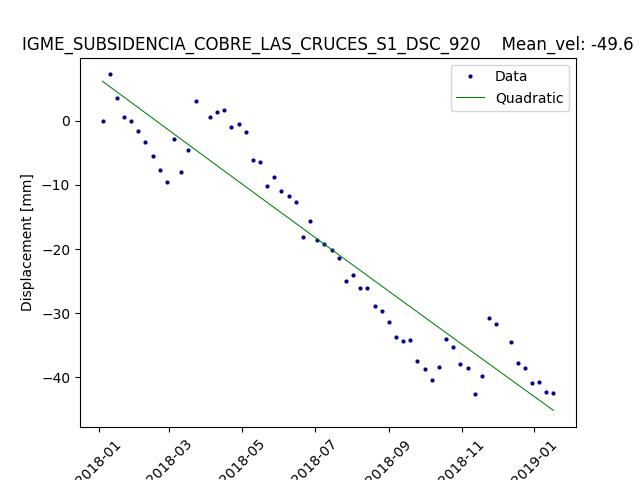 IGME_SUBSIDENCIA_COBRE_LAS_CRUCES_S1_DSC_920 Mean_vel: -49.6
Data
Quadratic
0
−10
−20
−30
−40
Displacement [mm]
2018-01 2018-03 2018-05 2018-07 2018-09 2018-11 2019-01